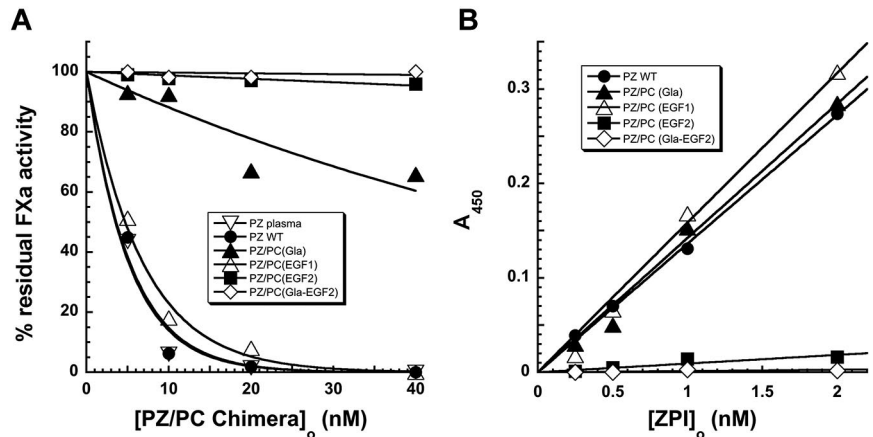 A
% residual FXa activity
100
80
60
40
20
0
0
10
20
30
40
[PZ/PC Chimera]o (nM)
PZ plasma
PZ WT
PZ/PC(Gla)
PZ/PC(EGF1)
PZ/PC(EGF2)
PZ/PC(Gla-EGF2)
B
A450
0.3
0.2
0.1
0
0
0.5
1
1.5
2
[ZPI]o (nM)
PZ WT
PZ/PC (Gla)
PZ/PC (EGF1)
PZ/PC (EGF2)
PZ/PC (Gla-EGF2)